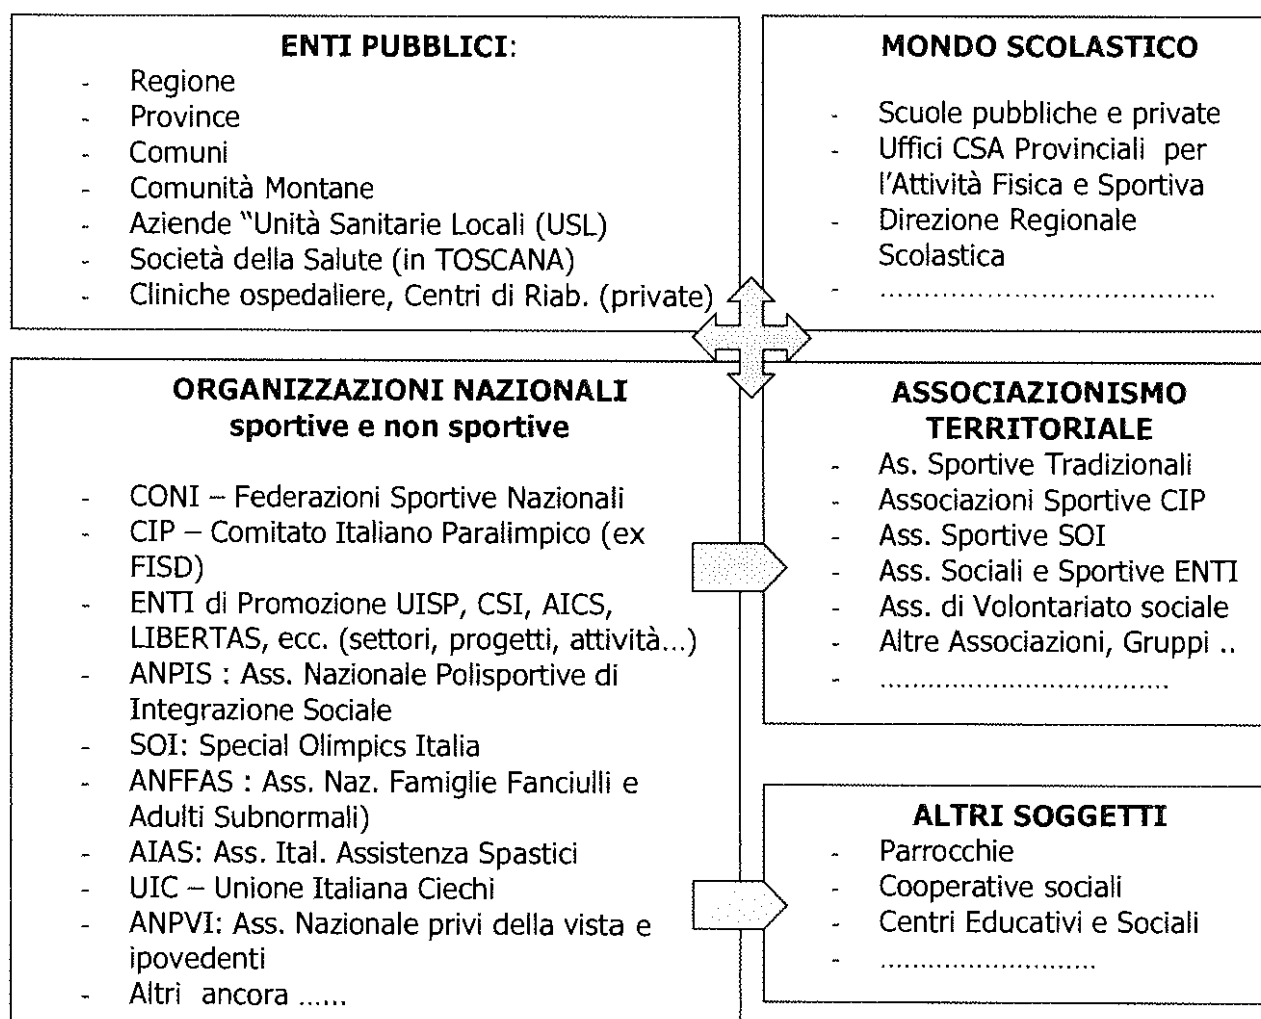 ENTI PUBBLICI:
- Regione
- Province
- Comuni
- Comunità Montane
- Aziende “Unità Sanitarie Locali (USL)
- Società della Salute (in TOSCANA)
- Cliniche ospedaliere, Centri di Riab. (private)
MONDO SCOLASTICO
- Scuole pubbliche e private
- Uffici CSA Provinciali per
l'Attività Fisica e Sportiva
- Direzione Regionale
Scolastica
- ....................................
ORGANIZZAZIONI NAZIONALI
sportive e non sportive
- CONI – Federazioni Sportive Nazionali
- CIP – Comitato Italiano Paralimpico (ex
FISD)
- ENTI di Promozione UISP, CSI, AICS,
LIBERTAS, ecc. (settori, progetti, attività...)
- ANPIS : Ass. Nazionale Polisportive di
Integrazione Sociale
- SOI: Special Olimpics Italia
- ANFFAS : Ass. Naz. Famiglie Fanciulli e
Adulti Subnormali)
- AIAS: Ass. Ital. Assistenza Spastici
- UIC – Unione Italiana Ciechi
- ANPVI: Ass. Nazionale privi della vista e
ipovedenti
- Altri ancora ......
ASSOCIAZIONISMO
TERRITORIALE
- As. Sportive Tradizionali
- Associazioni Sportive CIP
- Ass. Sportive SOI
- Ass. Sociali e Sportive ENTI
- Ass. di Volontariato sociale
- Altre Associazioni, Gruppi ..
- ...............................
ALTRI SOGGETTI
- Parrocchie
- Cooperative sociali
- Centri Educativi e Sociali
- .......................